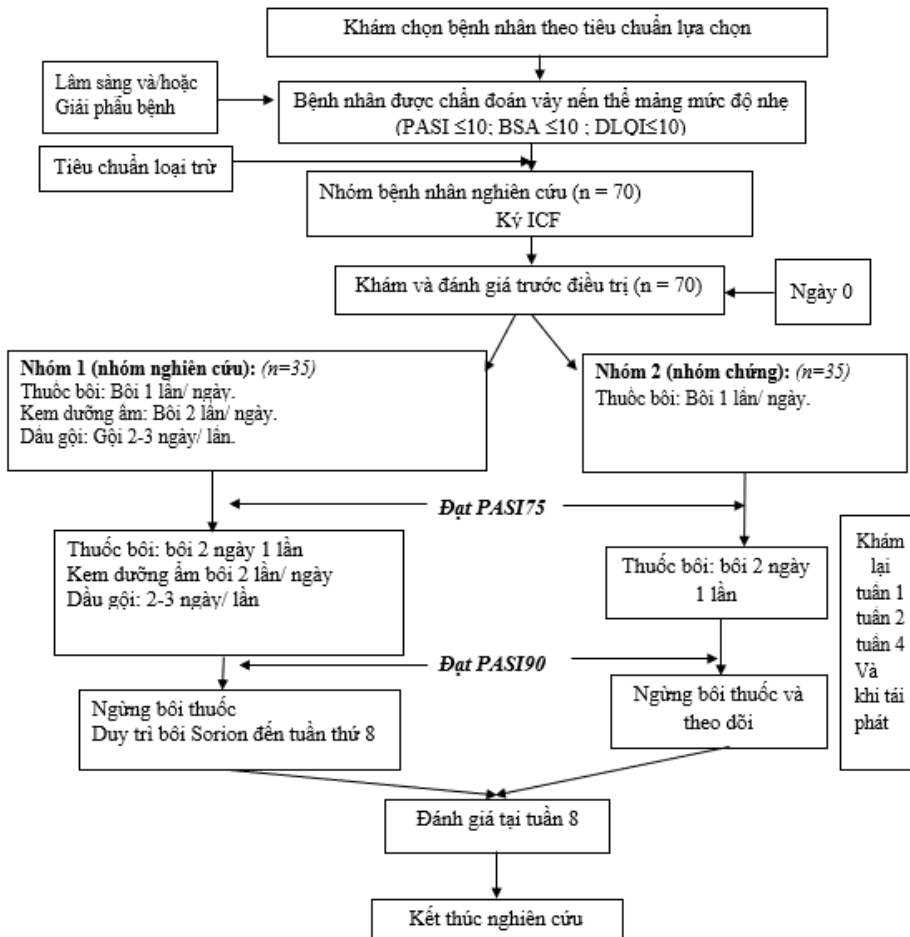 Khám chọn bệnh nhân theo tiêu chuẩn lựa chọn
Lâm sàng và/hoặc
Giải phẫu bệnh
Bệnh nhân được chẩn đoán vảy nến thể mảng mức độ nhẹ
(PASI ≤10; BSA ≤10 ; DLQI≤10)
Tiêu chuẩn loại trừ
Nhóm bệnh nhân nghiên cứu (n = 70)
Ký ICF
Khám và đánh giá trước điều trị (n = 70)
Ngày 0
Nhóm 1 (nhóm nghiên cứu): (n=35)
Thuốc bôi: Bôi 1 lần/ ngày.
Kem dưỡng ẩm: Bôi 2 lần/ ngày.
Dầu gội: Gội 2-3 ngày/ lần.
Nhóm 2 (nhóm chứng): (n=35)
Thuốc bôi: Bôi 1 lần/ ngày.
Đạt PASI75
Thuốc bôi: bôi 2 ngày 1 lần
Kem dưỡng ẩm bôi 2 lần/ ngày
Dầu gội: 2-3 ngày/ lần
Thuốc bôi: bôi 2 ngày
1 lần
Khám
lại
tuần 1
tuần 2
tuần 4
Và
khi tái
phát
Đạt PASI90
Ngừng bôi thuốc
Duy trì bôi Sorion đến tuần thứ 8
Ngừng bôi thuốc và
theo dõi
Đánh giá tại tuần 8
Kết thúc nghiên cứu